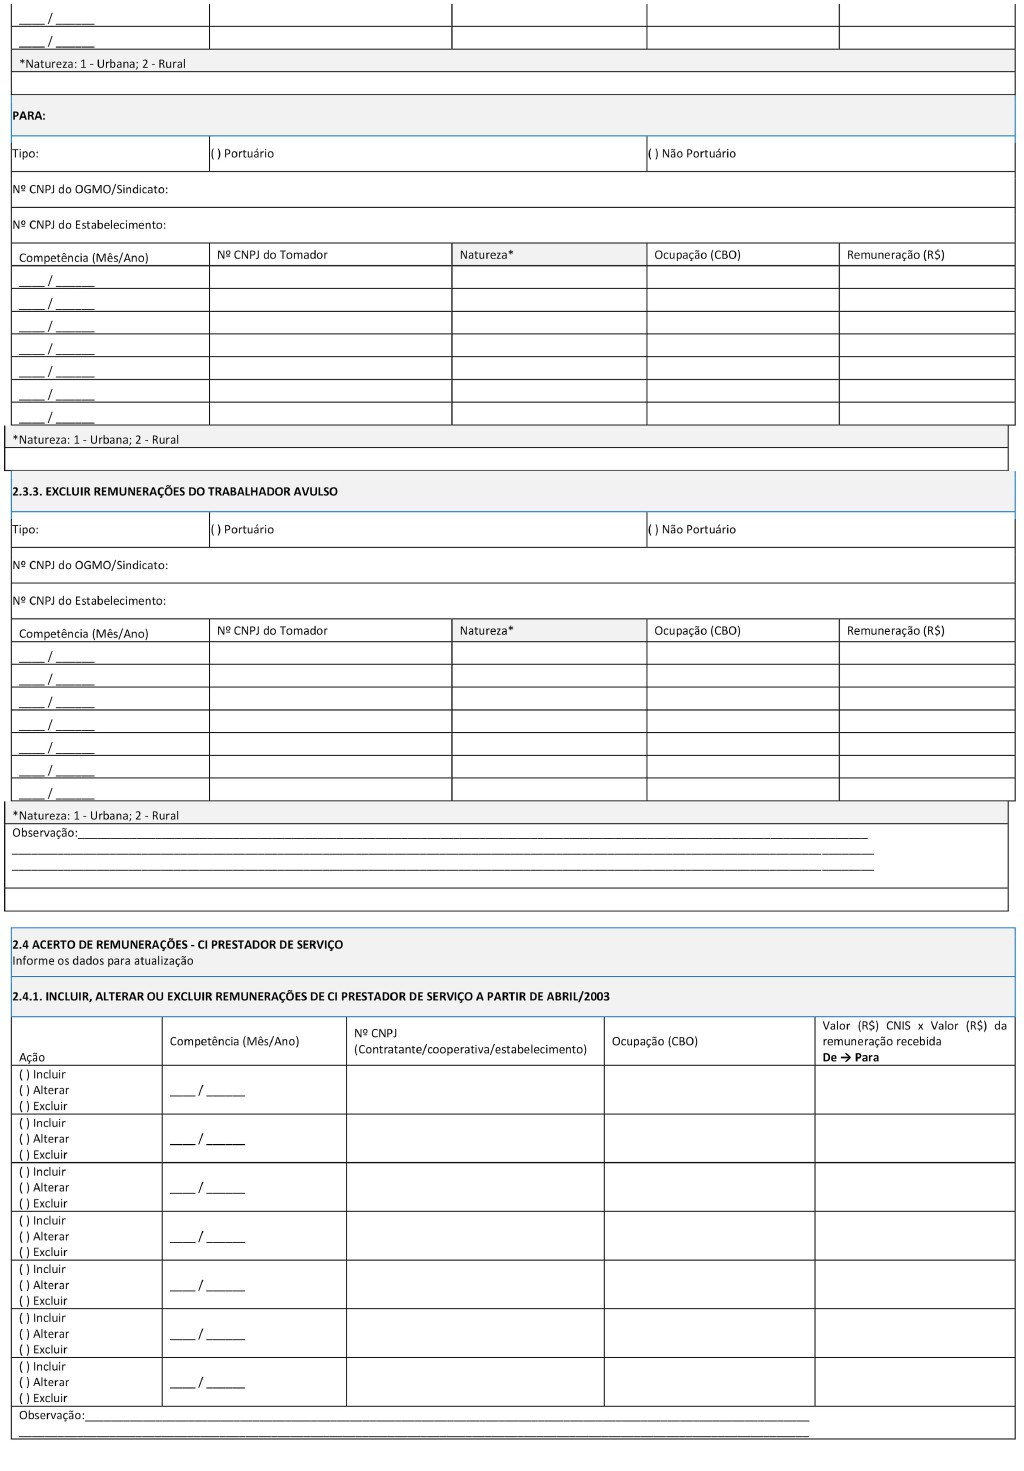 ____ / ______
____ / ______
*Natureza: 1 - Urbana; 2 - Rural
PARA:
Tipo: ( ) Portuário ( ) Não Portuário
Nº CNPJ do OGMO/Sindicato:
Nº CNPJ do Estabelecimento:
Competência (Mês/Ano) Nº CNPJ do Tomador Natureza* Ocupação (CBO) Remuneração (R$)
____ / ______
____ / ______
____ / ______
____ / ______
____ / ______
____ / ______
____ / ______
*Natureza: 1 - Urbana; 2 - Rural
2.3.3. EXCLUIR REMUNERAÇÕES DO TRABALHADOR AVULSO
Tipo: ( ) Portuário ( ) Não Portuário
Nº CNPJ do OGMO/Sindicato:
Nº CNPJ do Estabelecimento:
Competência (Mês/Ano) Nº CNPJ do Tomador Natureza* Ocupação (CBO) Remuneração (R$)
____ / ______
____ / ______
____ / ______
____ / ______
____ / ______
____ / ______
____ / ______
*Natureza: 1 - Urbana; 2 - Rural
Observação:
2.4 ACERTO DE REMUNERAÇÕES - CI PRESTADOR DE SERVIÇO
Informe os dados para atualização
2.4.1. INCLUIR, ALTERAR OU EXCLUIR REMUNERAÇÕES DE CI PRESTADOR DE SERVIÇO A PARTIR DE ABRIL/2003
Ação
Competência (Mês/Ano)
Nº CNPJ
(Contratante/cooperativa/estabelecimento)
Ocupação (CBO)
Valor (R$) CNIS x Valor (R$) da
remuneração recebida
De → Para
( ) Incluir
( ) Alterar ____ / ______
( ) Excluir
( ) Incluir
( ) Alterar ____ / ______
( ) Excluir
( ) Incluir
( ) Alterar ____ / ______
( ) Excluir
( ) Incluir
( ) Alterar ____ / ______
( ) Excluir
( ) Incluir
( ) Alterar ____ / ______
( ) Excluir
( ) Incluir
( ) Alterar ____ / ______
( ) Excluir
( ) Incluir
( ) Alterar ____ / ______
( ) Excluir
Observação: